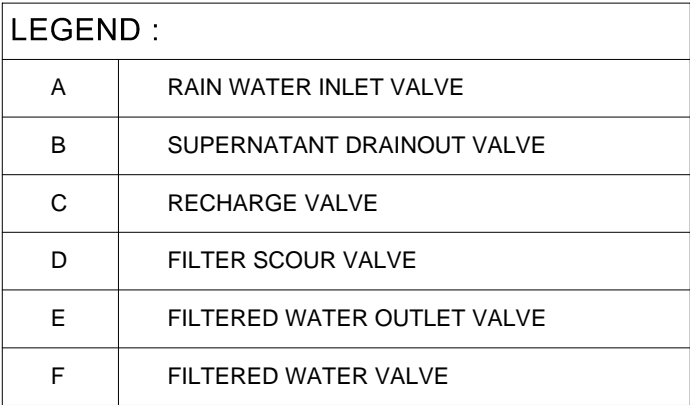 LEGEND :
A RAIN WATER INLET VALVE
B SUPERNATANT DRAINOUT VALVE
C RECHARGE VALVE
D FILTER SCOUR VALVE
E FILTERED WATER OUTLET VALVE
F FILTERED WATER VALVE